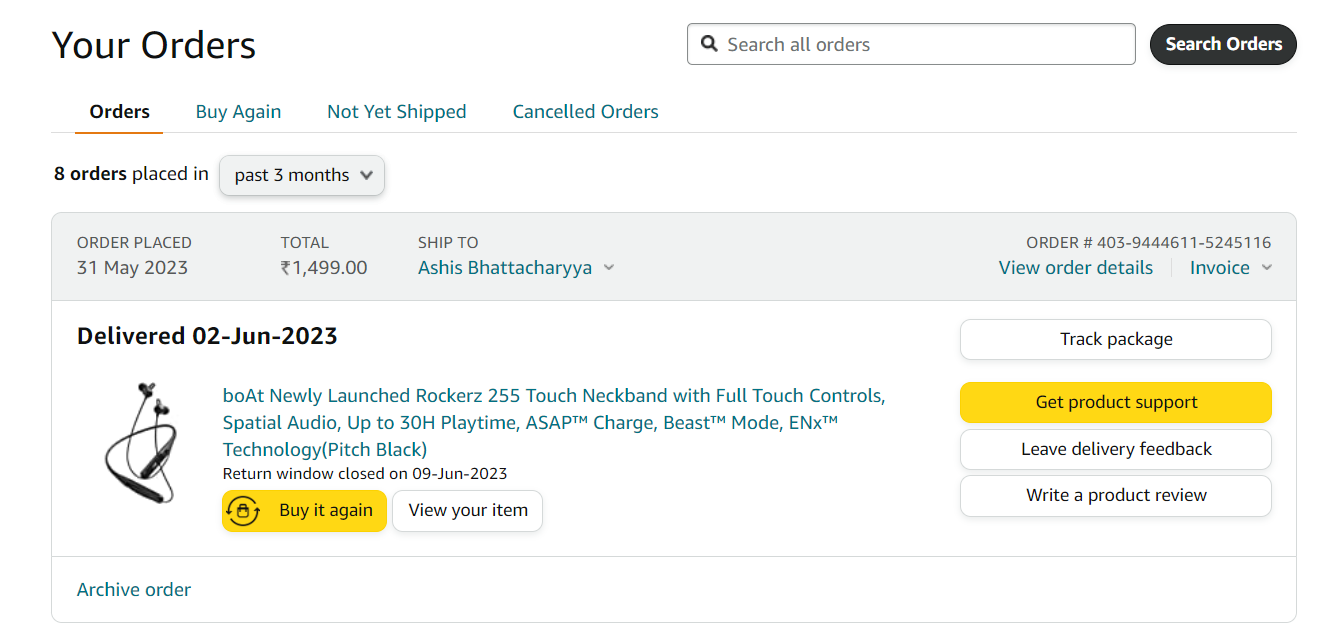 Your Orders
Search all orders
Search Orders
Orders Buy Again Not Yet Shipped Cancelled Orders
8 orders placed in past 3 months
ORDER PLACED TOTAL SHIP TO ORDER # 403-9444611-5245116
31 May 2023 ₹1,499.00 Ashis Bhattacharyya View order details Invoice
Delivered 02-Jun-2023
Track package
boAt Newly Launched Rockerz 255 Touch Neckband with Full Touch Controls,
Spatial Audio, Up to 30H Playtime, ASAP™ Charge, Beast™ Mode, ENx™
Technology(Pitch Black)
Return window closed on 09-Jun-2023
Buy it again View your item
Get product support
Leave delivery feedback
Write a product review
Archive order